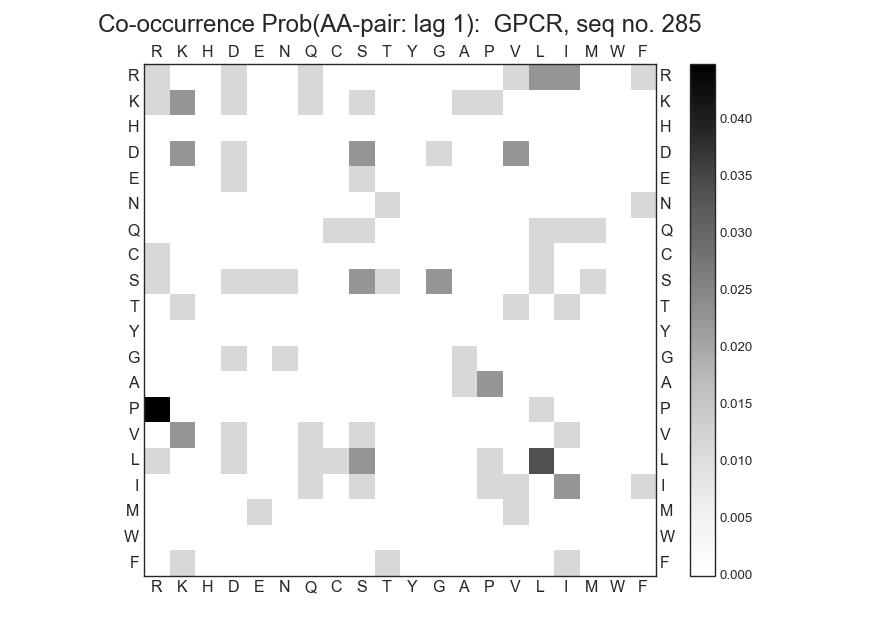 Co-occurrence Prob(AA-pair: lag 1):  GPCR, seq no. 285
R K H D E N Q C S T Y G A P V L I M W F
R R
K K
H H
D D
E E
N N
Q Q
C C
S S
T T
Y Y
G G
A A
P P
V V
L L
I I
M M
W W
F F
R K H D E N Q C S T Y G A P V L I M W F
0.040
0.035
0.030
0.025
0.020
0.015
0.010
0.005
0.000